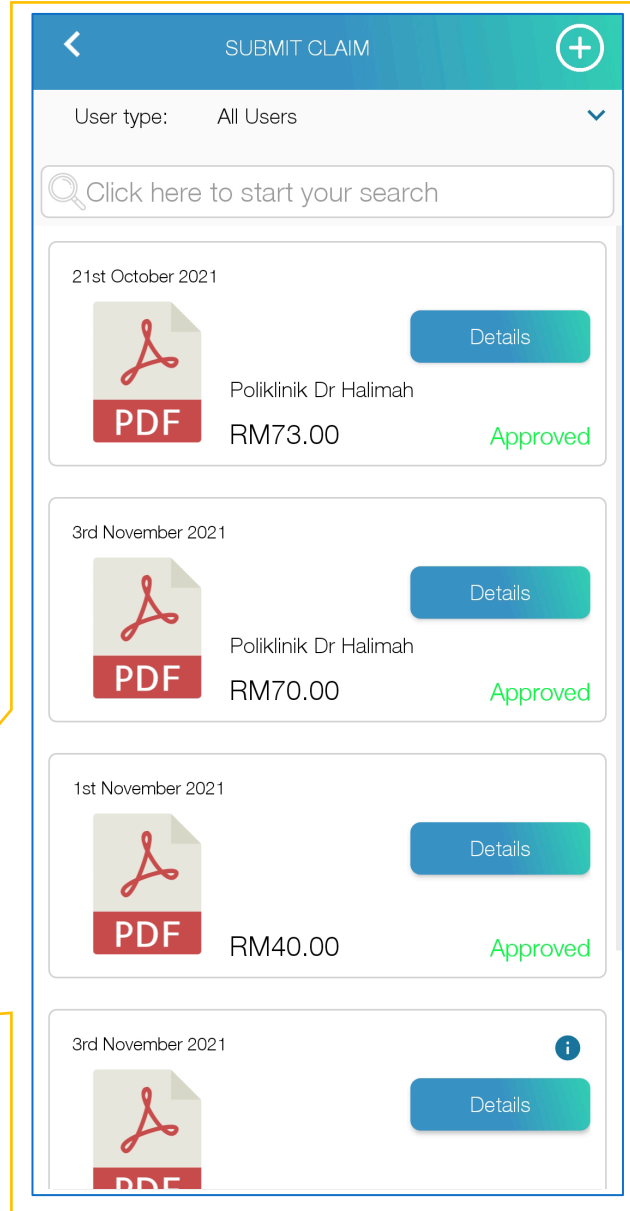 SUBMIT CLAIM
User type: All Users
Click here to start your search
21st October 2021
Details
Poliklinik Dr Halimah
PDF
RM73.00 Approved
3rd November 2021
Details
Poliklinik Dr Halimah
PDF
RM70.00 Approved
1st November 2021
Details
PDF
RM40.00 Approved
3rd November 2021
i
Details
PDF